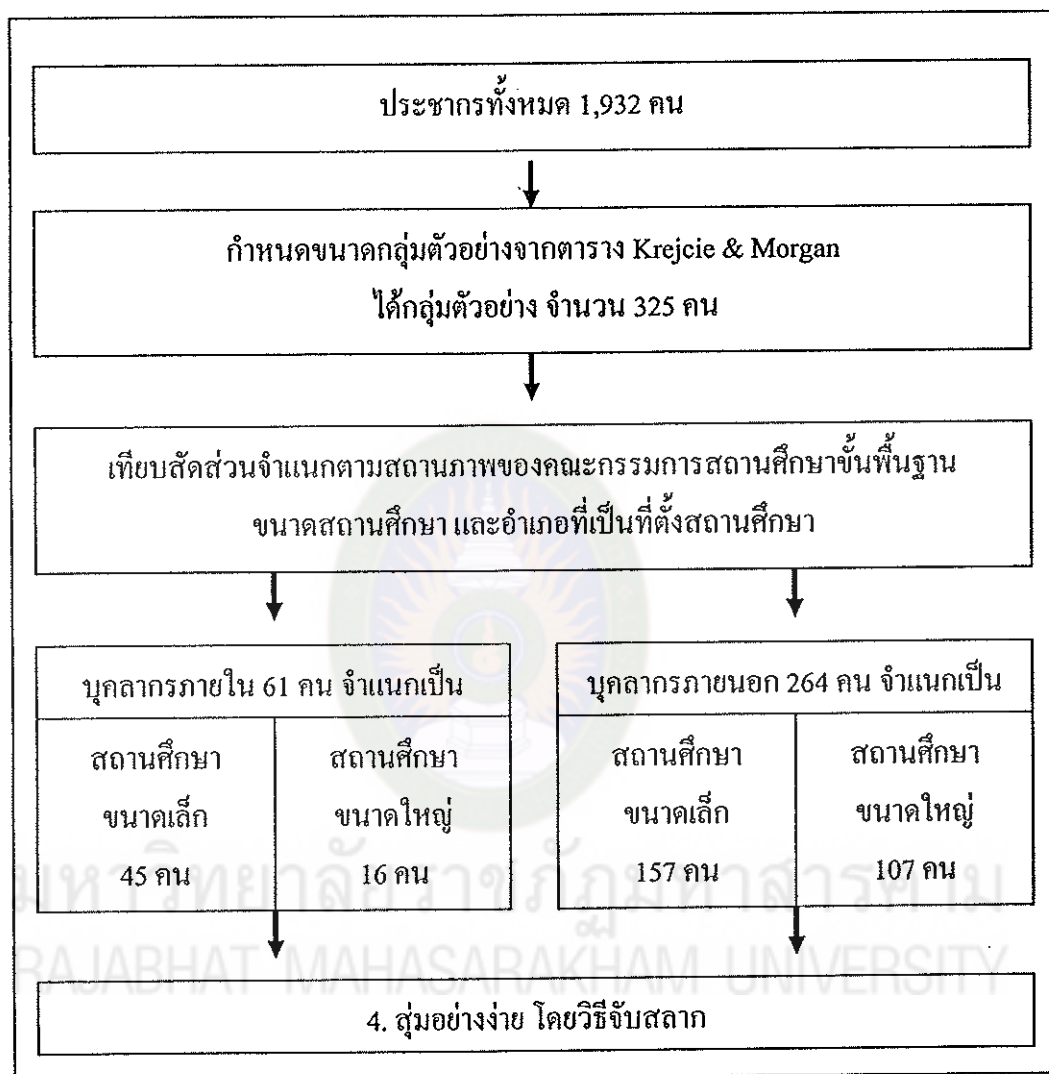 ประชากรทั้งหมด 1,932 คน
กำหนดขนาดกลุ่มตัวอย่างจากตาราง Krejcie & Morgan
ได้กลุ่มตัวอย่าง จำนวน 325 คน
เทียบสัดส่วนจำแนกตามสถานภาพของคณะกรรมการสถานศึกษาขั้นพื้นฐาน
ขนาดสถานศึกษา และอำเภอที่เป็นที่ตั้งสถานศึกษา
บุคลากรภายใน 61 คน จำแนกเป็น
สถานศึกษา
ขนาดเล็ก
45 คน
สถานศึกษา
ขนาดใหญ่
16 คน
บุคลากรภายนอก 264 คน จำแนกเป็น
สถานศึกษา
ขนาดเล็ก
157 คน
สถานศึกษา
ขนาดใหญ่
107 คน
มหาวิทยาลัยราชภัฏมหาสารคาม
RAJABHAT MAHASARAKHAM UNIVERSITY
4. สุ่มอย่างง่าย โดยวิธีจับสลาก